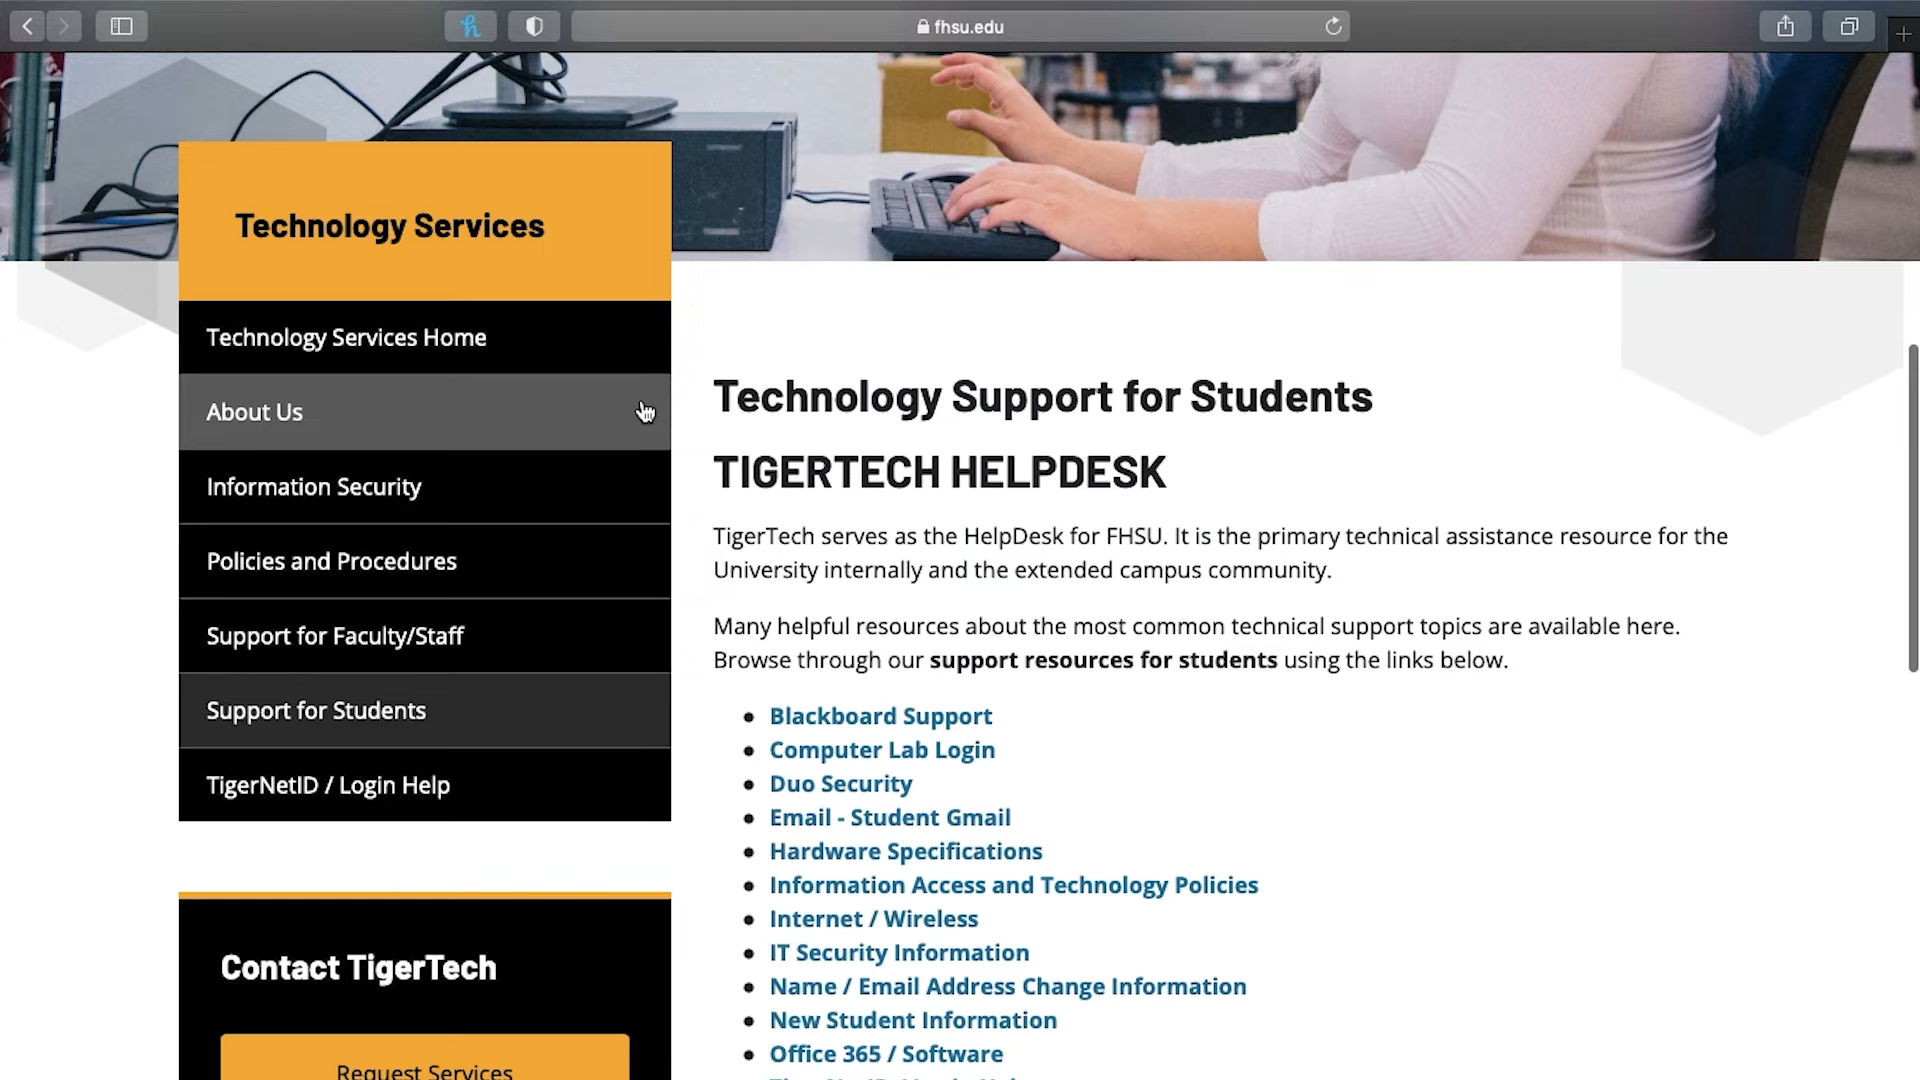 fhsu.edu
Technology Services
Technology Services Home
About Us
Information Security
Policies and Procedures
Support for Faculty/Staff
Support for Students
TigerNetID / Login Help
Contact TigerTech
Request Services
Technology Support for Students
TIGERTECH HELPDESK
TigerTech serves as the HelpDesk for FHSU. It is the primary technical assistance resource for the
University internally and the extended campus community.
Many helpful resources about the most common technical support topics are available here.
Browse through our support resources for students using the links below.
Blackboard Support
Computer Lab Login
Duo Security
Email - Student Gmail
Hardware Specifications
Information Access and Technology Policies
Internet / Wireless
IT Security Information
Name / Email Address Change Information
New Student Information
Office 365 / Software